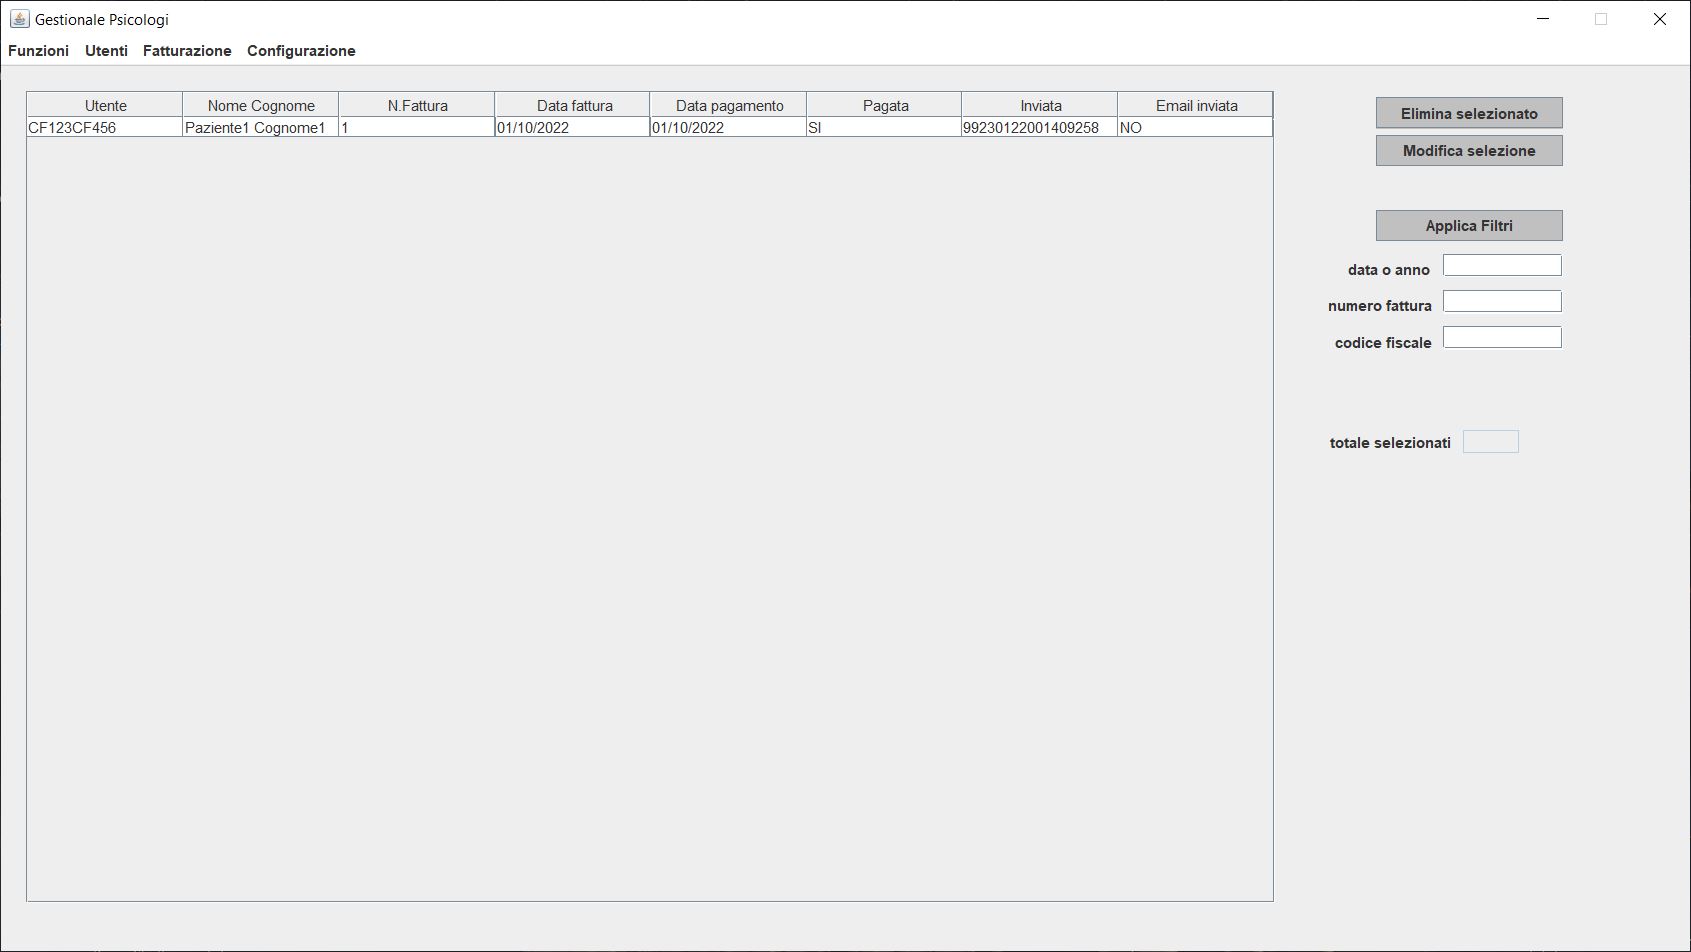 Gestionale Psicologi
Funzioni Utenti Fatturazione Configurazione
Utente Nome Cognome N.Fattura Data fattura Data pagamento Pagata Inviata Email inviata
CF123CF456 Paziente1 Cognome1 1 01/10/2022 01/10/2022 SI 99230122001409258 NO
Elimina selezionato
Modifica selezione
Applica Filtri
data o anno
numero fattura
codice fiscale
totale selezionati